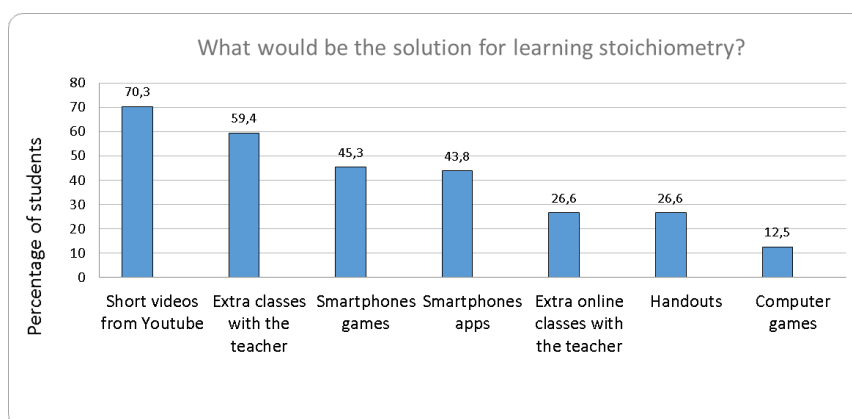 What would be the solution for learning stoichiometry?
Percentage of students
80
70
60
50
40
30
20
10
0
70,3
59,4
45,3
43,8
26,6
26,6
12,5
Short videos
from Youtube
Extra classes
with the
teacher
Smartphones
games
Smartphones
apps
Extra online
classes with
the teacher
Handouts
Computer
games